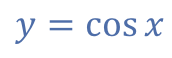 y = cos x